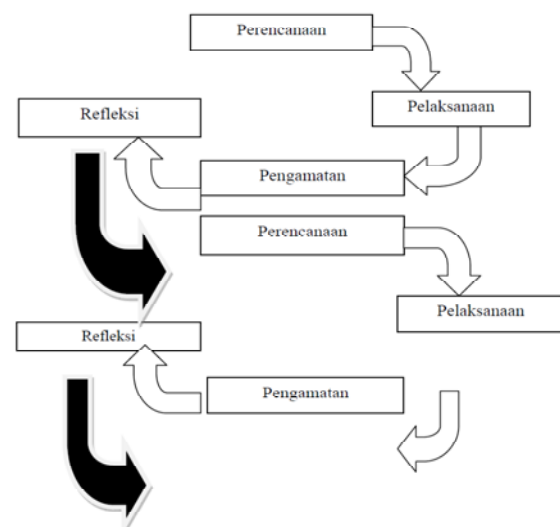 Perencanaan
Pelaksanaan
Refleksi
Pengamatan
Perencanaan
Pelaksanaan
Refleksi
Pengamatan